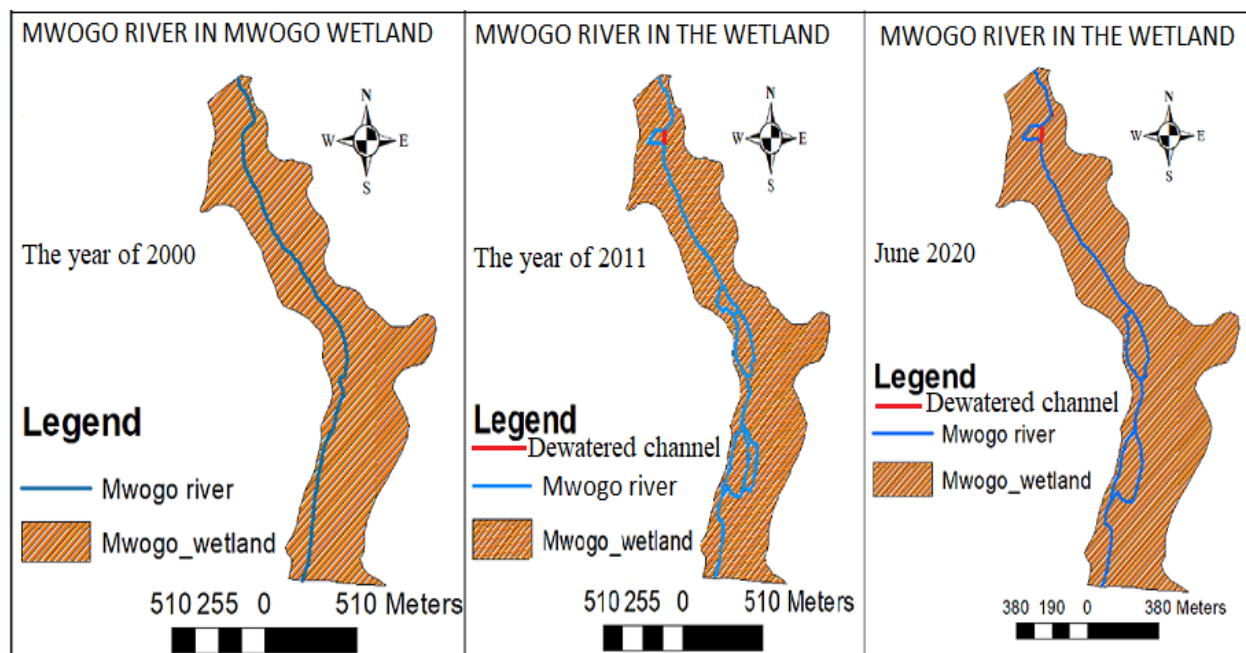 MWOGO RIVER IN MWOGO WETLAND
N
W E
S
The year of 2000
Legend
Mwogo river
Mwogo_wetland
510 255 0 510 Meters
MWOGO RIVER IN THE WETLAND
N
W E
S
The year of 2011
Legend
Dewatered channel
Mwogo river
Mwogo_wetland
510 255 0 510 Meters
MWOGO RIVER IN THE WETLAND
N
W E
S
June 2020
Legend
Dewatered channel
Mwogo river
Mwogo_wetland
380 190 0 380 Meters